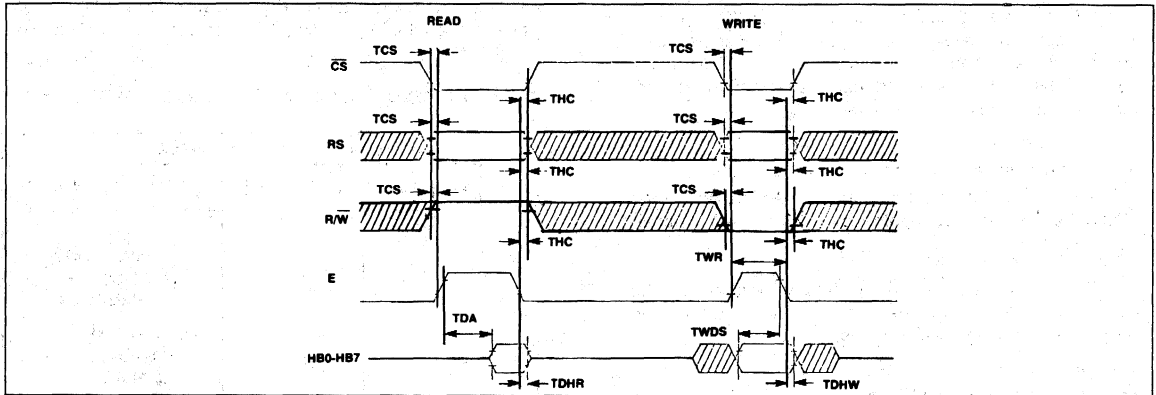 READ WRITE
TCS TCS
C̅S̅
THC THC
TCS TCS
RS
THC THC
TCS TCS
R/W̅
THC THC
TWR
E
TDA TWDS
HB0-HB7
TDHR TDHW